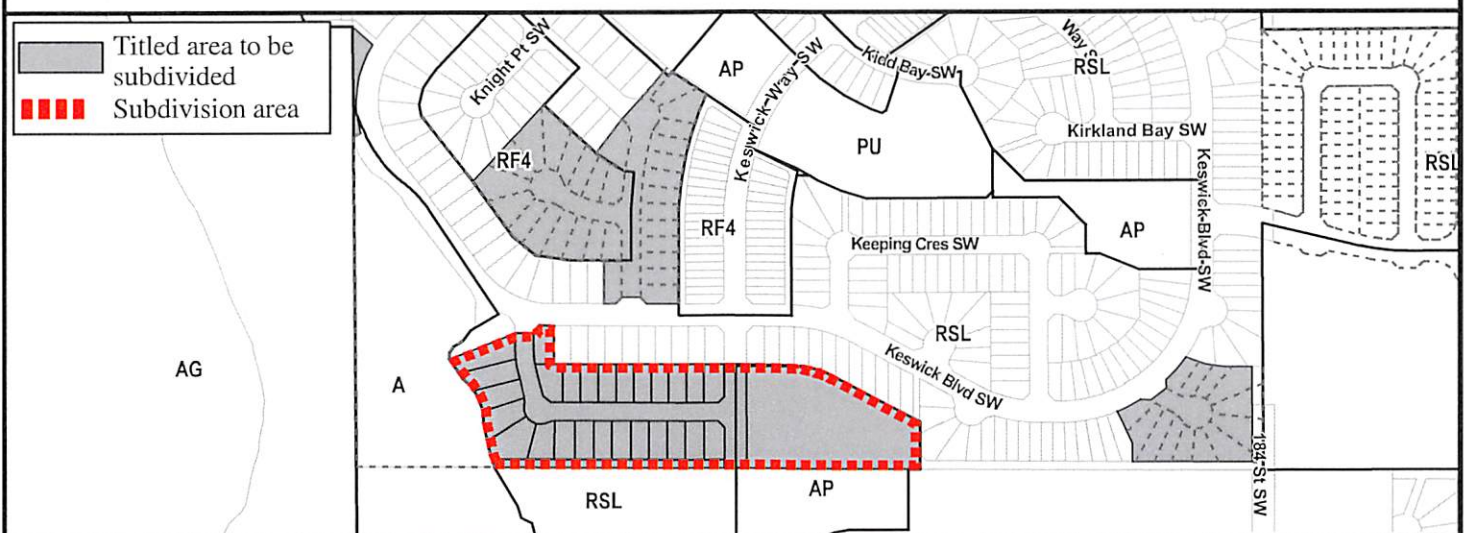 Titled area to be
subdivided
Subdivision area
Knight Pt SW
AP
Keswick Way SW
Kidd Bay SW
Way S
RSL
Kirkland Bay SW
RSL
RF4
PU
Keswick Blvd SW
RF4
AP
Keeping Cres SW
RSL
AG
A
Keswick Blvd SW
184 St SW
RSL
AP